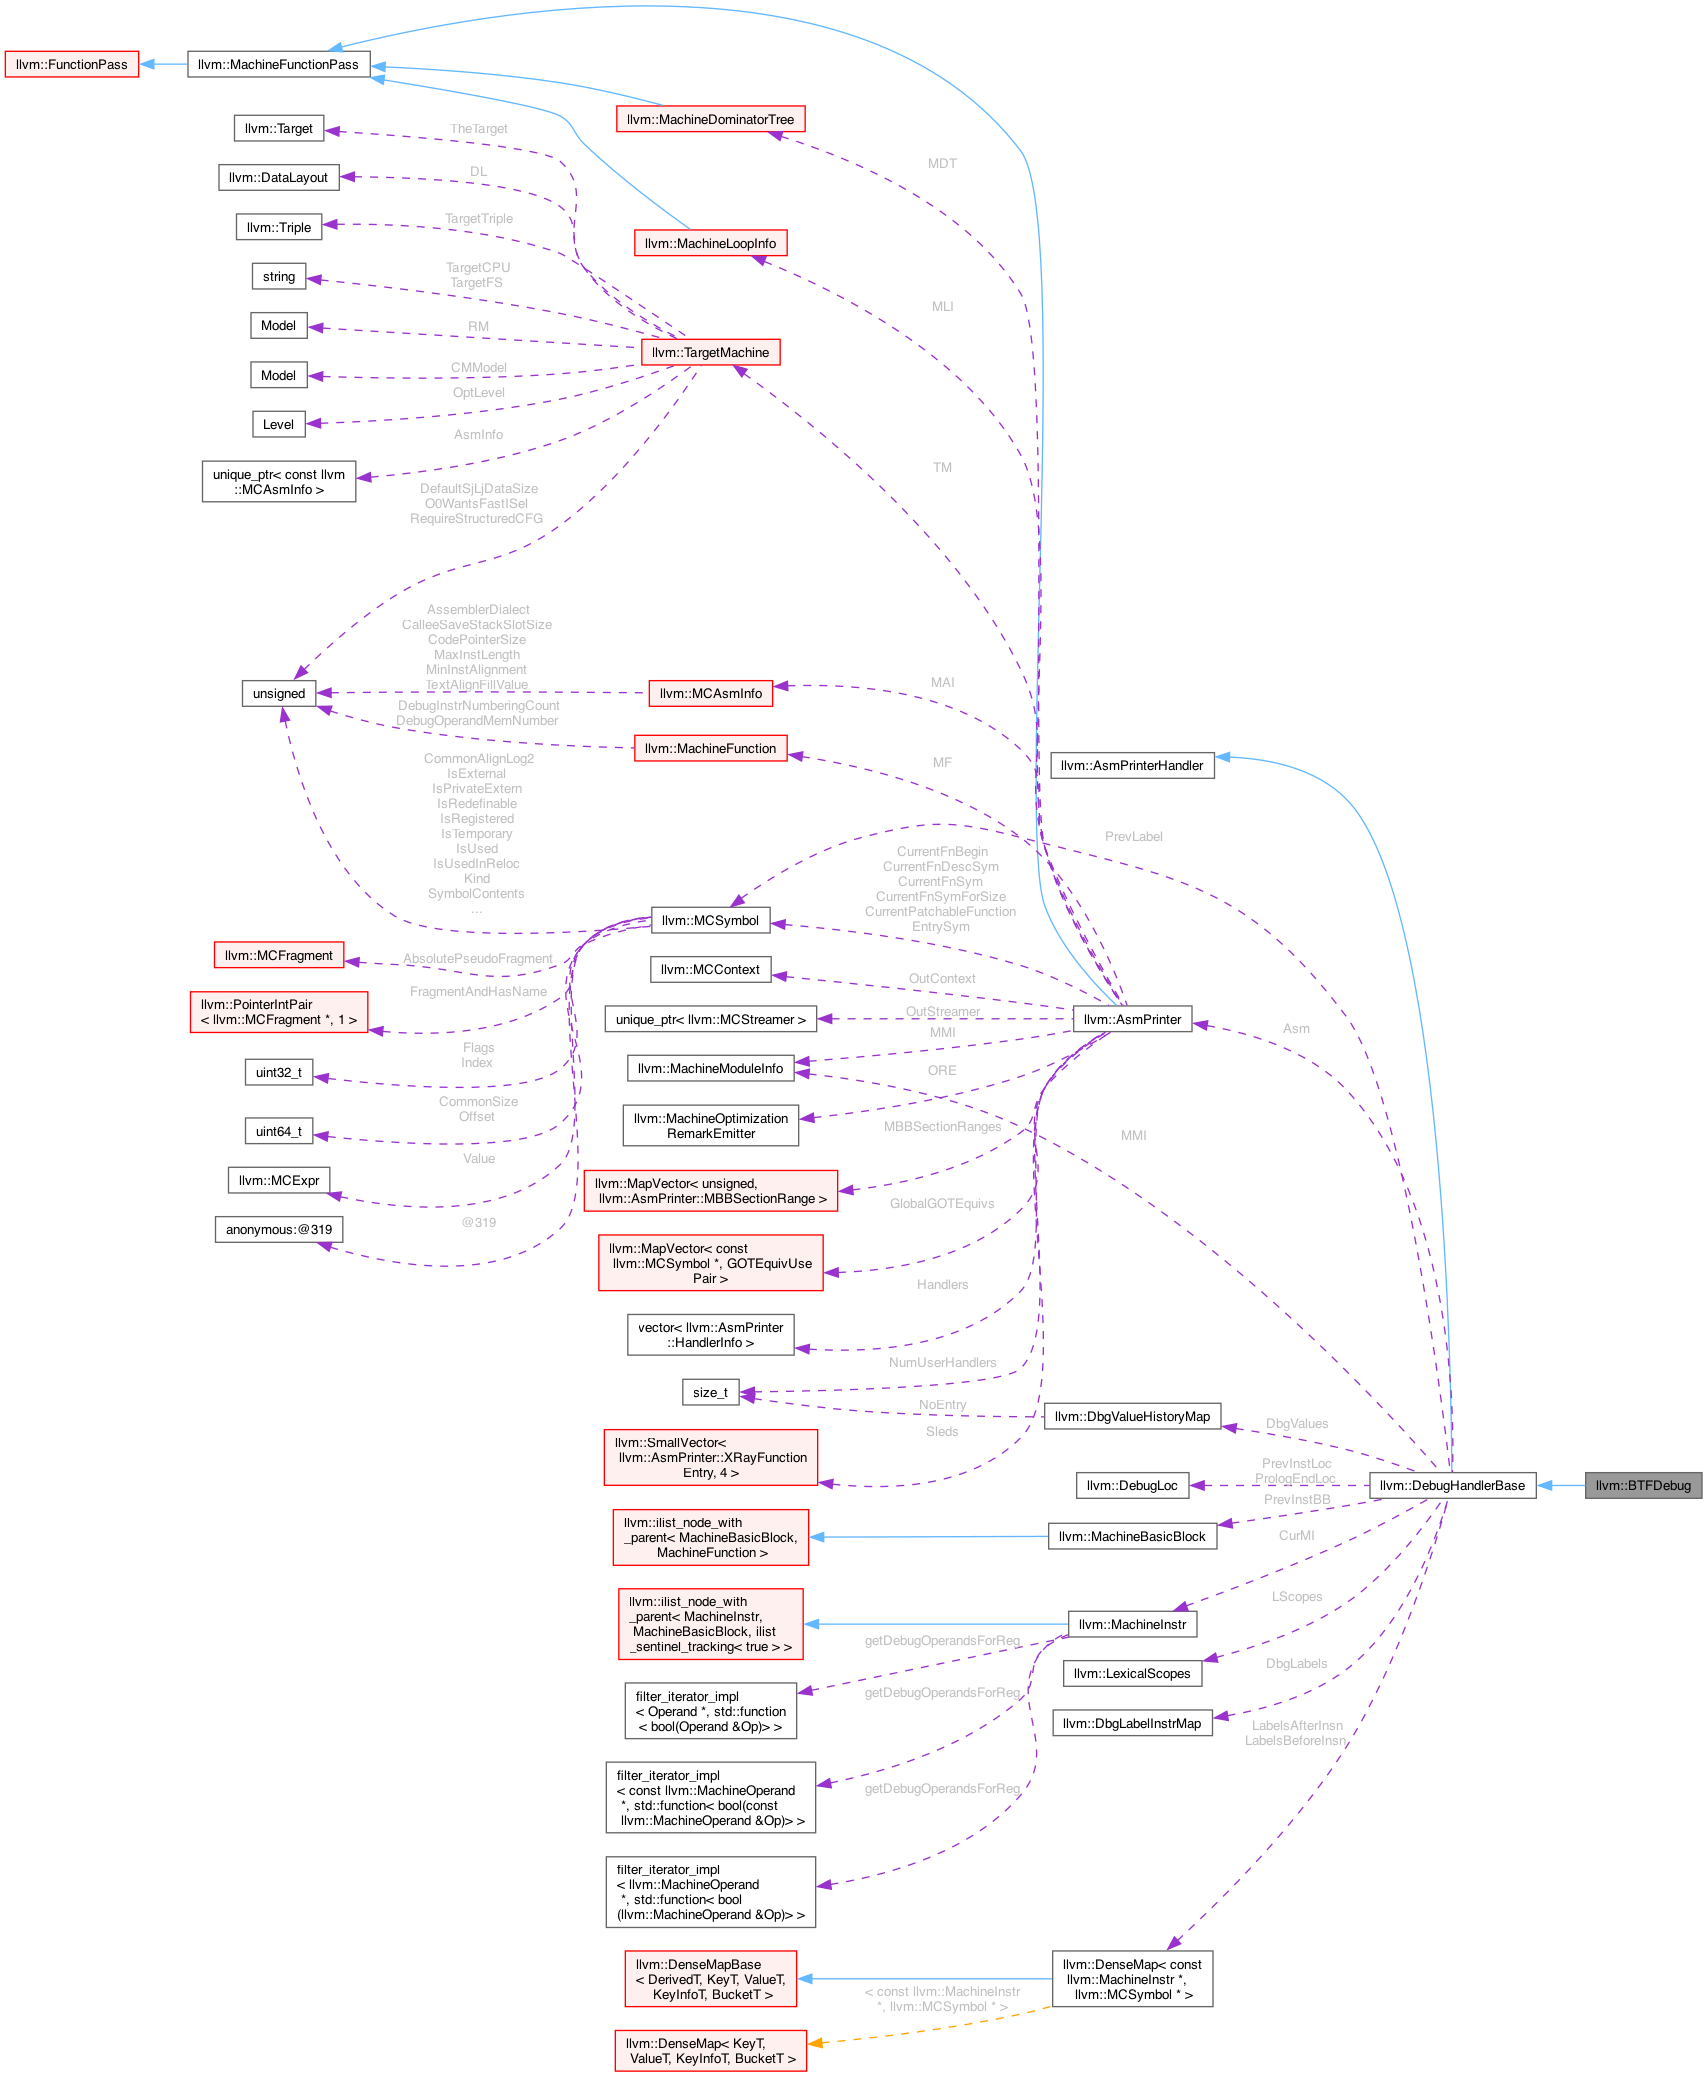 llvm::FunctionPass
llvm::MachineFunctionPass
llvm::MachineDominatorTree
llvm::Target
TheTarget
MDT
llvm::DataLayout
DL
llvm::Triple
TargetTriple
llvm::MachineLoopInfo
string
TargetCPU
TargetFS
MLI
Model
RM
llvm::TargetMachine
Model
CMModel
OptLevel
Level
AsmInfo
unique_ptr< const llvm
::MCAsmInfo >
TM
DefaultSjLjDataSize
O0WantsFastISel
RequireStructuredCFG
AssemblerDialect
CalleeSaveStackSlotSize
CodePointerSize
MaxInstLength
MinInstAlignment
TextAlignFillValue
unsigned
llvm::MCAsmInfo
MAI
DebugInstrNumberingCount
DebugOperandMemNumber
llvm::MachineFunction
MF
llvm::AsmPrinterHandler
CommonAlignLog2
IsExternal
IsPrivateExtern
IsRedefinable
IsRegistered
IsTemporary
IsUsed
IsUsedInReloc
Kind
SymbolContents
...
PrevLabel
CurrentFnBegin
CurrentFnDescSym
CurrentFnSym
CurrentFnSymForSize
CurrentPatchableFunction
EntrySym
llvm::MCSymbol
llvm::MCFragment
AbsolutePseudoFragment
llvm::MCContext
OutContext
llvm::PointerIntPair
< llvm::MCFragment *, 1 >
FragmentAndHasName
unique_ptr< llvm::MCStreamer >
OutStreamer
llvm::AsmPrinter
Asm
MMI
Flags
Index
uint32_t
llvm::MachineModuleInfo
ORE
CommonSize
Offset
uint64_t
llvm::MachineOptimization
RemarkEmitter
MBBSectionRanges
MMI
Value
llvm::MCExpr
llvm::MapVector< unsigned,
llvm::AsmPrinter::MBBSectionRange >
GlobalGOTEquivs
@319
anonymous:@319
llvm::MapVector< const
llvm::MCSymbol *, GOTEquivUse
Pair >
Handlers
vector< llvm::AsmPrinter
::HandlerInfo >
NumUserHandlers
size_t
NoEntry
llvm::DbgValueHistoryMap
DbgValues
Sleds
llvm::SmallVector<
llvm::AsmPrinter::XRayFunction
Entry, 4 >
PrevInstLoc
PrologEndLoc
llvm::DebugLoc
llvm::DebugHandlerBase
llvm::BTFDebug
PrevInstBB
llvm::ilist_node_with
_parent< MachineBasicBlock,
MachineFunction >
llvm::MachineBasicBlock
CurMI
llvm::ilist_node_with
_parent< MachineInstr,
MachineBasicBlock, ilist
_sentinel_tracking< true > >
llvm::MachineInstr
LScopes
getDebugOperandsForReg
llvm::LexicalScopes
DbgLabels
filter_iterator_impl
< Operand *, std::function
< bool(Operand &Op)> >
getDebugOperandsForReg
llvm::DbgLabelInstrMap
LabelsAfterInsn
LabelsBeforeInsn
filter_iterator_impl
< const llvm::MachineOperand
*, std::function< bool(const
llvm::MachineOperand &Op)> >
getDebugOperandsForReg
filter_iterator_impl
< llvm::MachineOperand
*, std::function< bool
(llvm::MachineOperand &Op)> >
llvm::DenseMapBase
< DerivedT, KeyT, ValueT,
KeyInfoT, BucketT >
llvm::DenseMap< const
llvm::MachineInstr *,
llvm::MCSymbol * >
< const llvm::MachineInstr
*, llvm::MCSymbol * >
llvm::DenseMap< KeyT,
ValueT, KeyInfoT, BucketT >